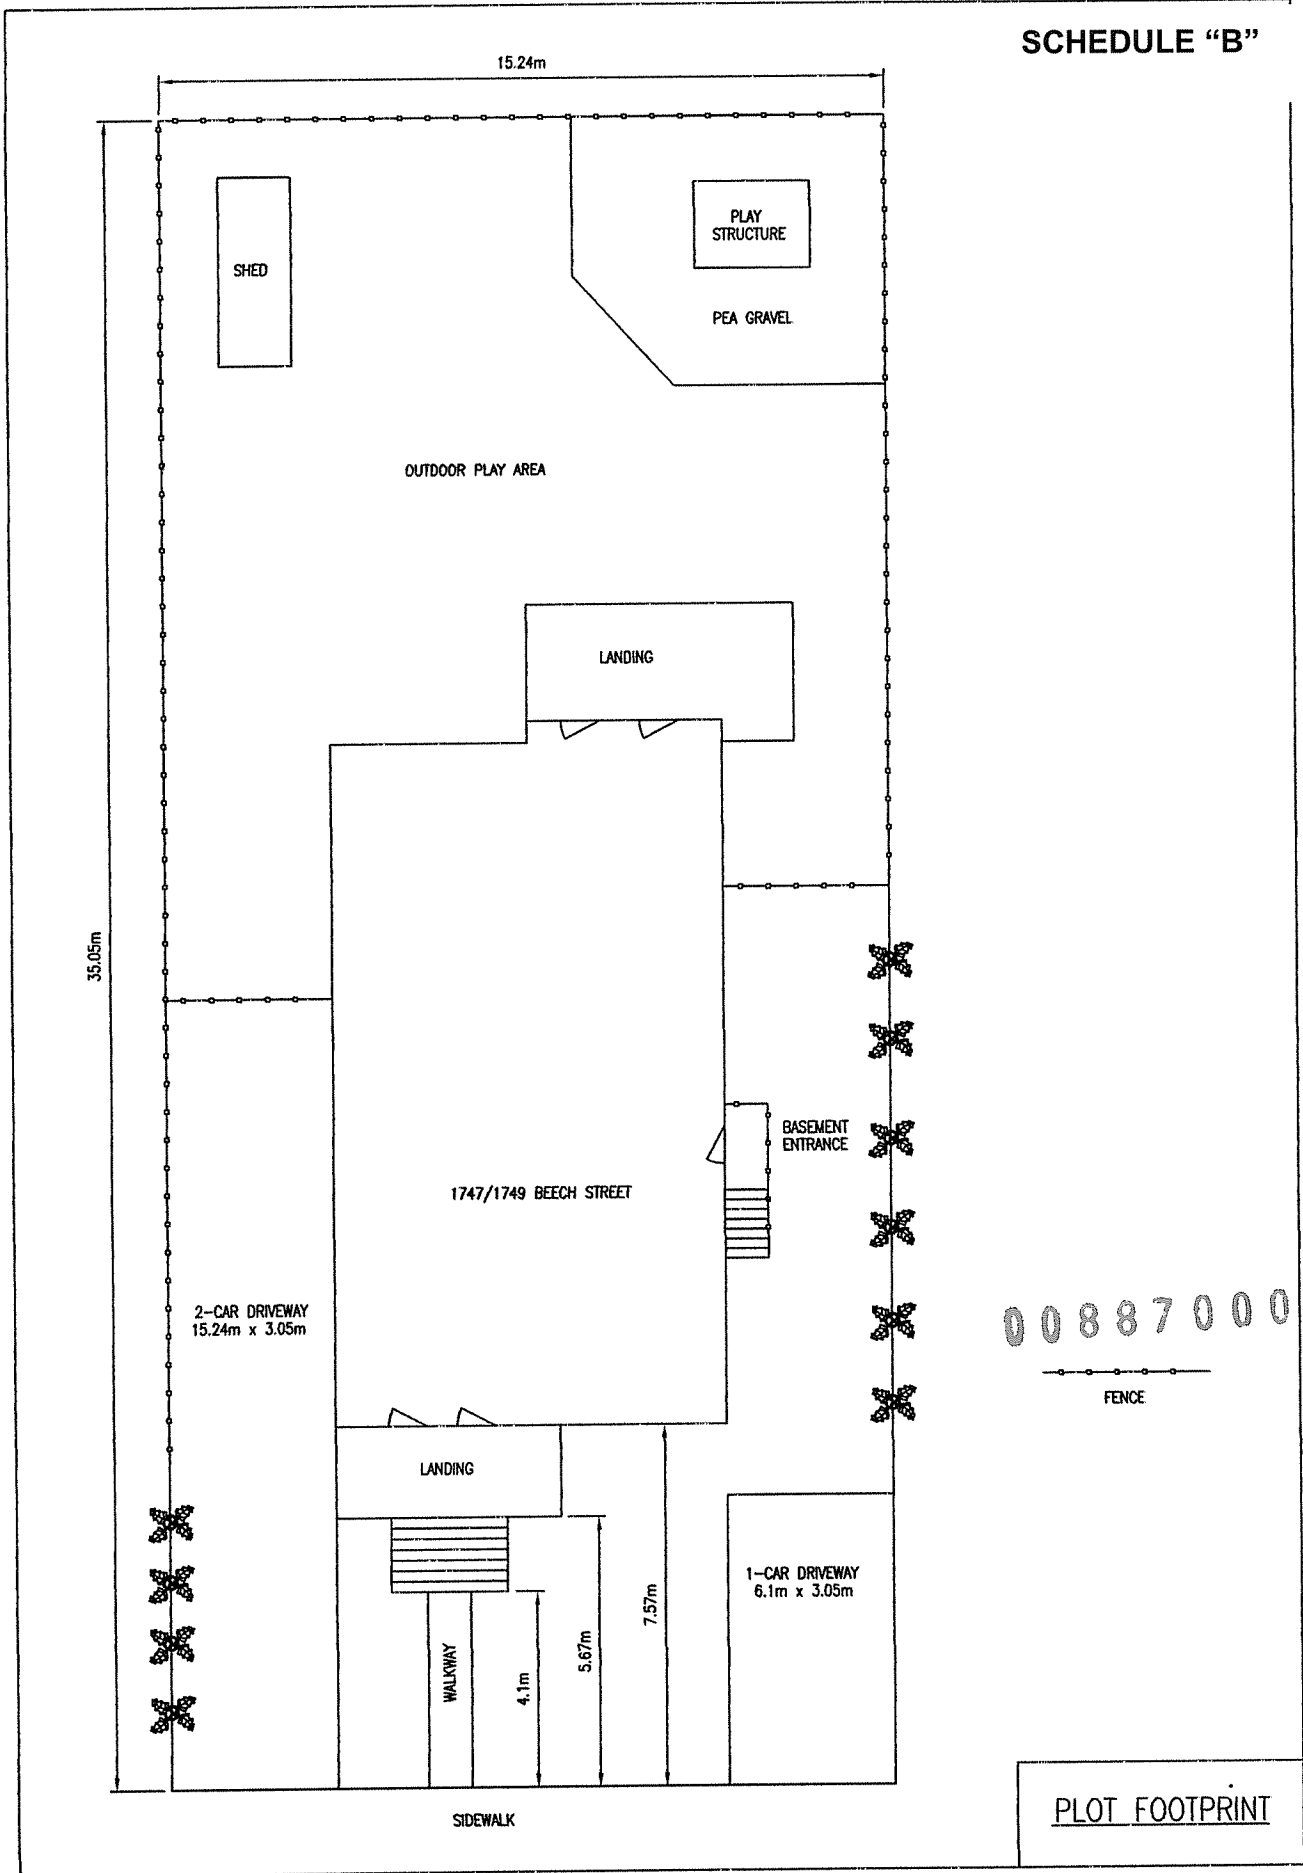 SCHEDULE “B”
15.24m
PLAY
STRUCTURE
SHED
PEA GRAVEL
OUTDOOR PLAY AREA
LANDING
35.05m
BASEMENT
ENTRANCE
1747/1749 BEECH STREET
2-CAR DRIVEWAY
15.24m x 3.05m
00887000
FENCE
LANDING
1-CAR DRIVEWAY
6.1m x 3.05m
7.57m
5.67m
4.1m
WALKWAY
SIDEWALK
PLOT FOOTPRINT